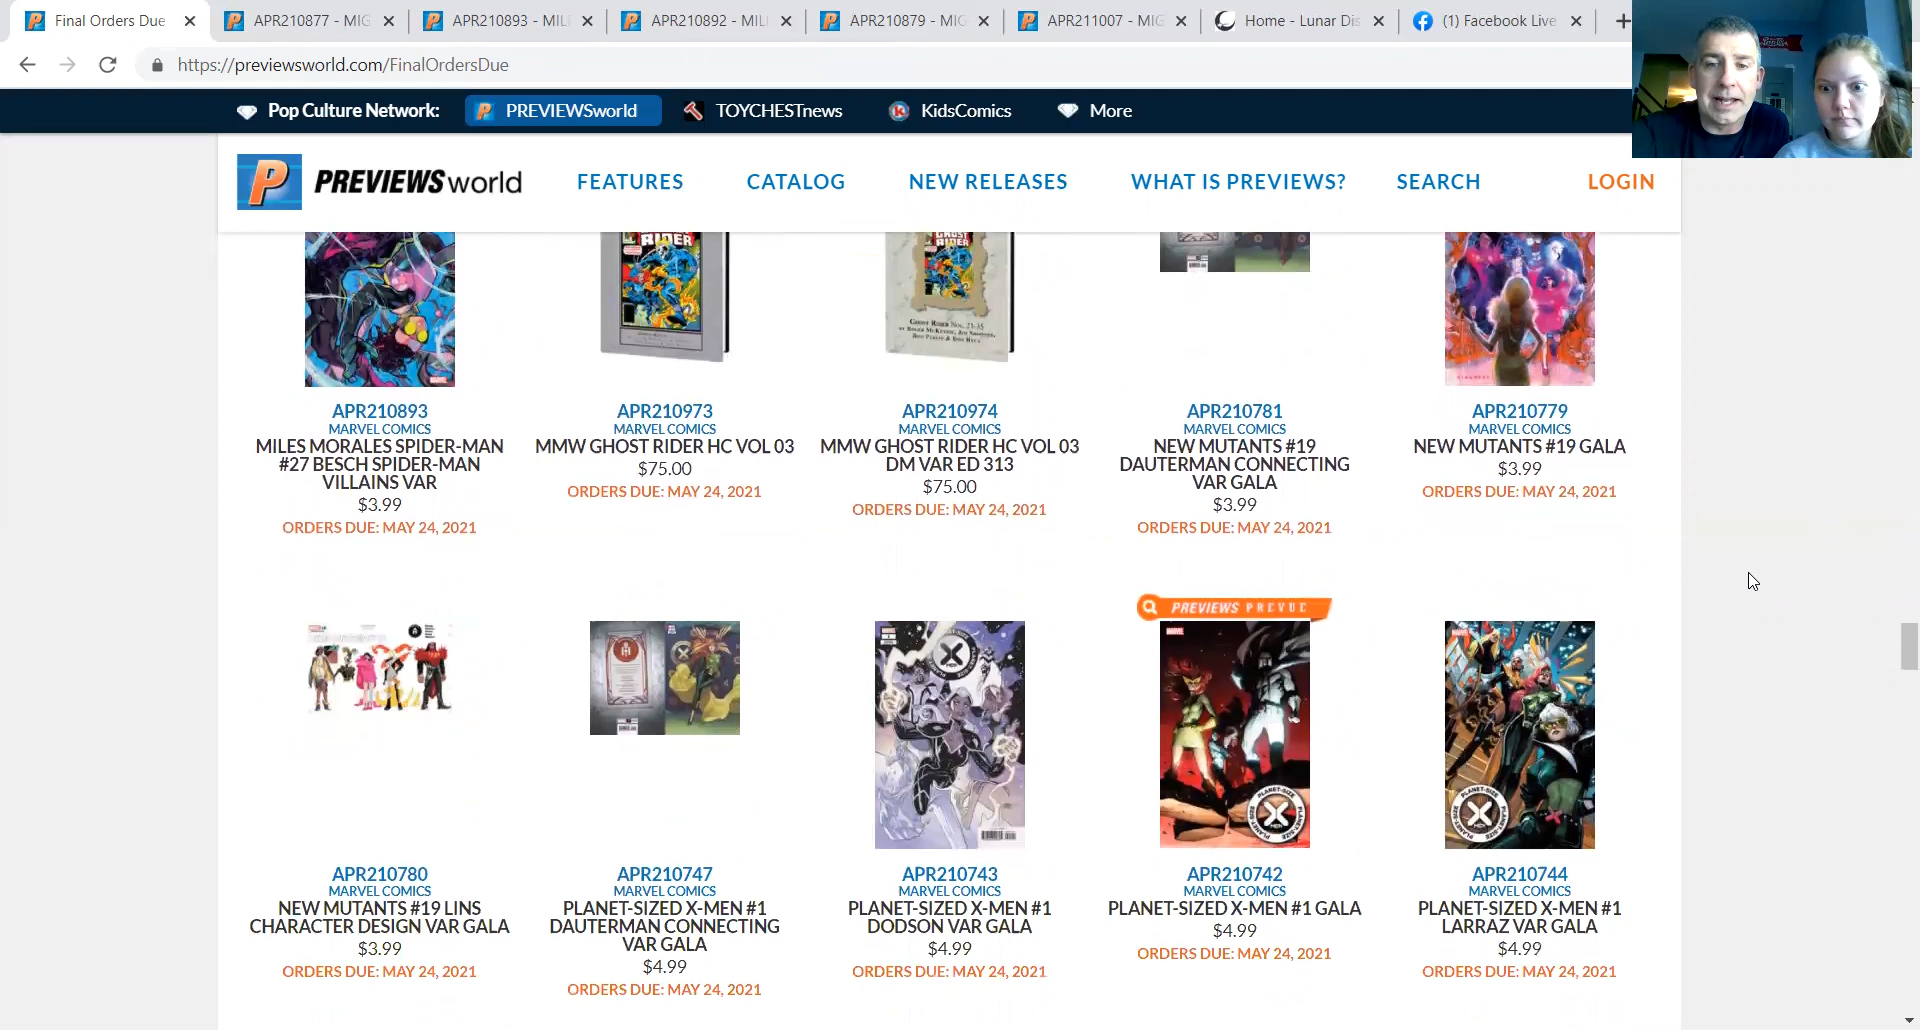 Final Orders Due
APR210877 - MIG
APR210893 - MIL
APR210892 - MIL
APR210879 - MIG
APR211007 - MIG
Home - Lunar Dis
(1) Facebook Live
https://previewsworld.com/FinalOrdersDue
Pop Culture Network:
PREVIEWSworld
TOYCHESTnews
KidsComics
More
PREVIEWSworld
FEATURES
CATALOG
NEW RELEASES
WHAT IS PREVIEWS?
SEARCH
LOGIN
RIDER
GHOST RIDER NOS. 21-35
APR210893
MARVEL COMICS
MILES MORALES SPIDER-MAN
#27 BESCH SPIDER-MAN
VILLAINS VAR
$3.99
ORDERS DUE: MAY 24, 2021
APR210973
MARVEL COMICS
MMW GHOST RIDER HC VOL 03
$75.00
ORDERS DUE: MAY 24, 2021
APR210974
MARVEL COMICS
MMW GHOST RIDER HC VOL 03
DM VAR ED 313
$75.00
ORDERS DUE: MAY 24, 2021
APR210781
MARVEL COMICS
NEW MUTANTS #19
DAUTERMAN CONNECTING
VAR GALA
$3.99
ORDERS DUE: MAY 24, 2021
APR210779
MARVEL COMICS
NEW MUTANTS #19 GALA
$3.99
ORDERS DUE: MAY 24, 2021
PREVIEWS PREVUE
APR210780
MARVEL COMICS
NEW MUTANTS #19 LINS
CHARACTER DESIGN VAR GALA
$3.99
ORDERS DUE: MAY 24, 2021
APR210747
MARVEL COMICS
PLANET-SIZED X-MEN #1
DAUTERMAN CONNECTING
VAR GALA
$4.99
ORDERS DUE: MAY 24, 2021
APR210743
MARVEL COMICS
PLANET-SIZED X-MEN #1
DODSON VAR GALA
$4.99
ORDERS DUE: MAY 24, 2021
APR210742
MARVEL COMICS
PLANET-SIZED X-MEN #1 GALA
$4.99
ORDERS DUE: MAY 24, 2021
APR210744
MARVEL COMICS
PLANET-SIZED X-MEN #1
LARRAZ VAR GALA
$4.99
ORDERS DUE: MAY 24, 2021